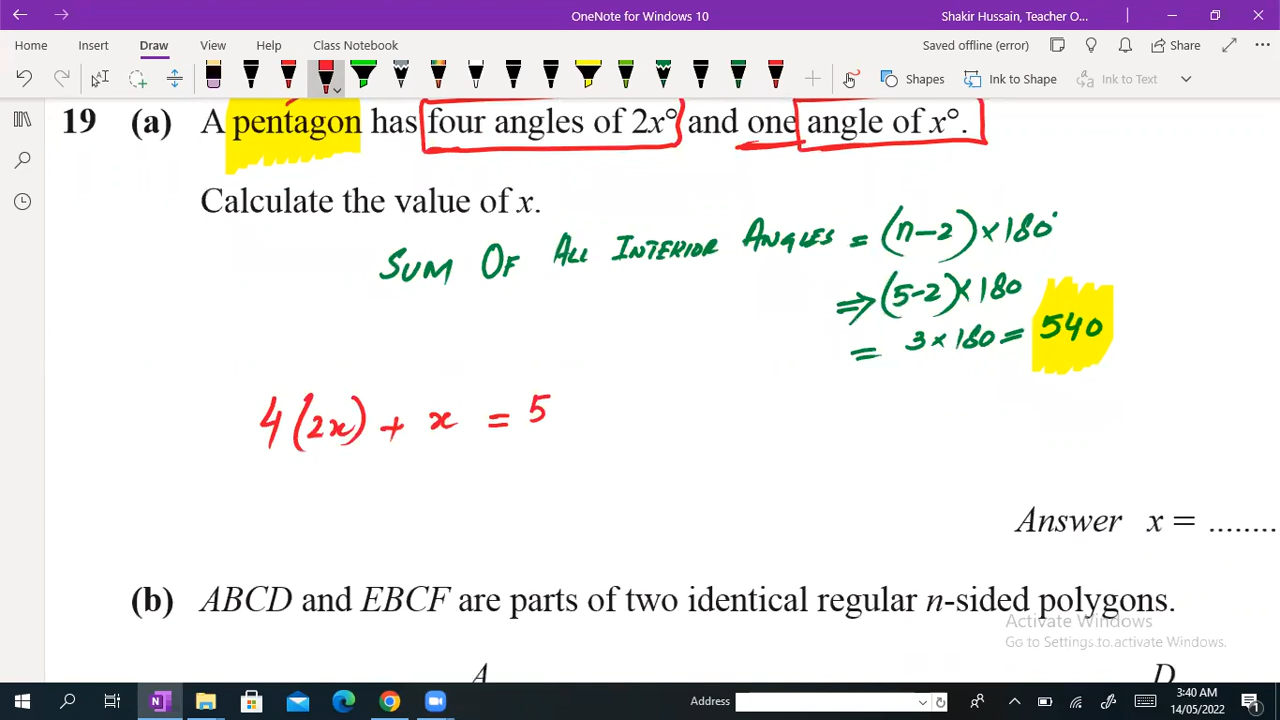 OneNote for Windows 10
Shakir Hussain, Teacher O...
Home Insert Draw View Help Class Notebook
Saved offline (error) Share
Shapes Ink to Shape Ink to Math
19 (a) A pentagon has four angles of 2x° and one angle of x°.
Calculate the value of x.
SUM OF ALL INTERIOR ANGLES = (n-2)×180°
⇒ (5-2)×180
= 3×180 = 540
4(2x) + x = 5
Answer x = ........
(b) ABCD and EBCF are parts of two identical regular n-sided polygons.
Activate Windows
Go to Settings to activate Windows.
A D
Address
3:40 AM
14/05/2022